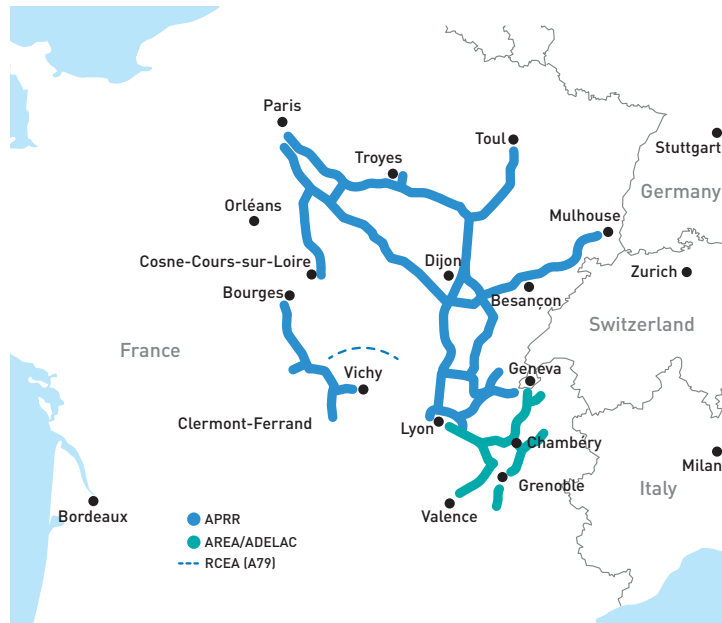 Paris
Toul
Stuttgart
Troyes
Germany
Orléans
Mulhouse
Cosne-Cours-sur-Loire
Dijon
Zurich
Bourges
Besançon
Switzerland
France
Geneva
Vichy
Clermont-Ferrand
Lyon
Chambéry
Milan
Grenoble
Italy
Valence
Bordeaux
APRR
AREA/ADELAC
RCEA (A79)